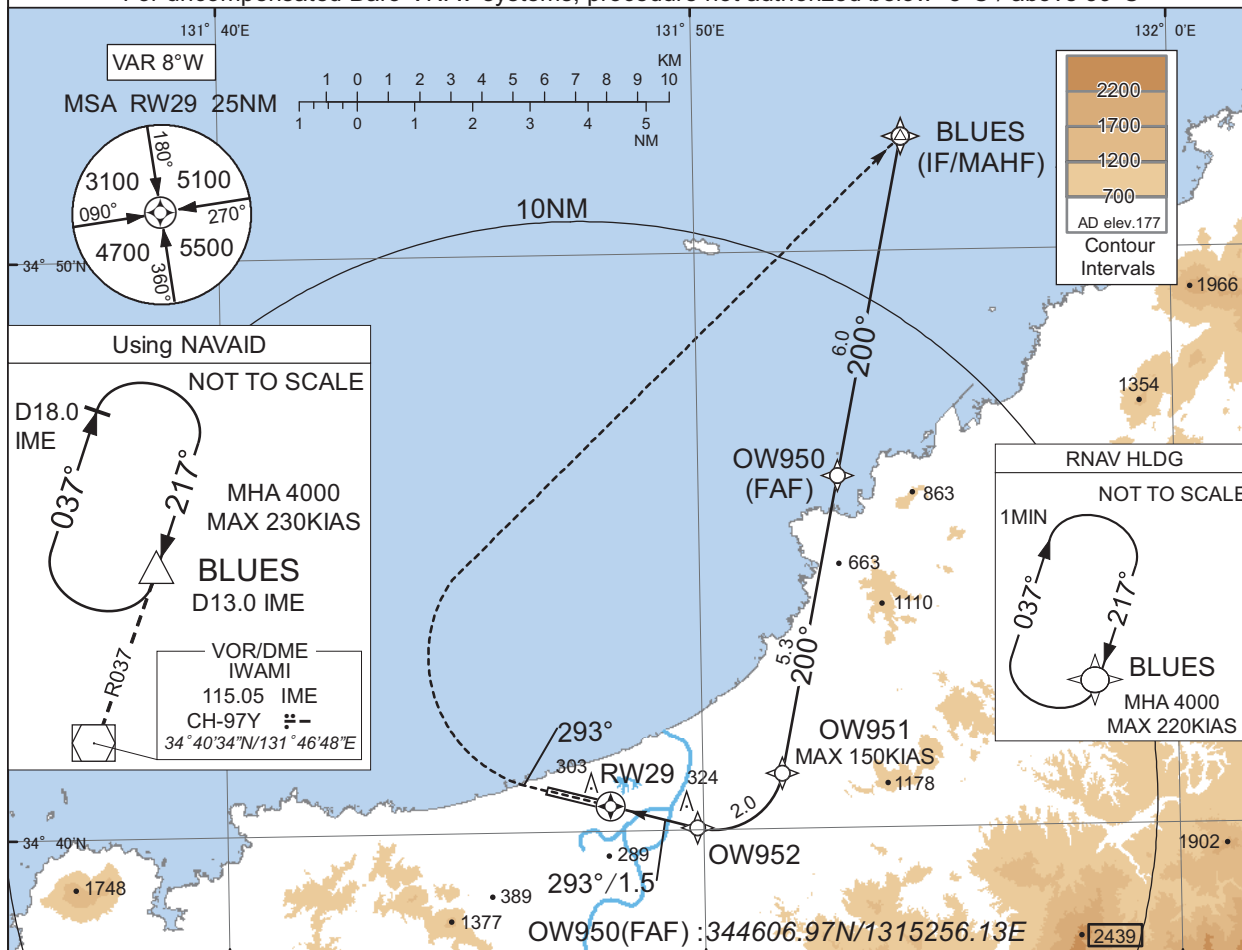 131° 40'E
131° 50'E
132° 0'E
VAR 8°W
MSA RW29 25NM
KM
1 0 1 2 3 4 5 6 7 8 9 10
1 0 1 2 3 4 5
NM
180°
3100
5100
090°
270°
4700
5500
360°
BLUES
(IF/MAHF)
2200
1700
1200
700
AD elev.177
Contour
Intervals
10NM
34° 50'N
1966
6.0
200°
1354
Using NAVAID
NOT TO SCALE
D18.0
IME
037°
217°
MHA 4000
MAX 230KIAS
BLUES
D13.0 IME
R037
VOR/DME
IWAMI
115.05 IME
CH-97Y
34°40'34"N/131°46'48"E
OW950
(FAF)
863
663
1110
5.3
200°
RNAV HLDG
NOT TO SCALE
1MIN
037°
217°
BLUES
MHA 4000
MAX 220KIAS
OW951
MAX 150KIAS
1178
293°
303
RW29
324
2.0
OW952
34° 40'N
1902
289
293°/1.5
1748
389
1377
OW950(FAF) :344606.97N/1315256.13E
2439